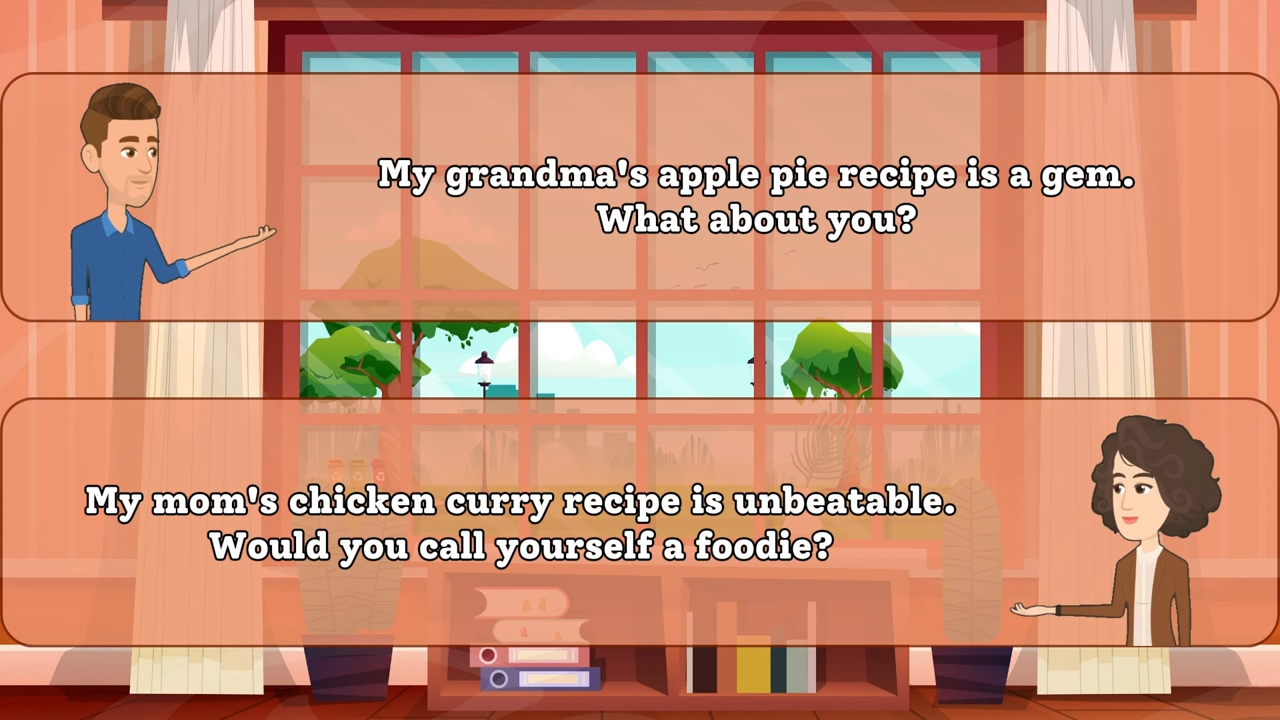 My grandma's apple pie recipe is a gem.
What about you?
My mom's chicken curry recipe is unbeatable.
Would you call yourself a foodie?